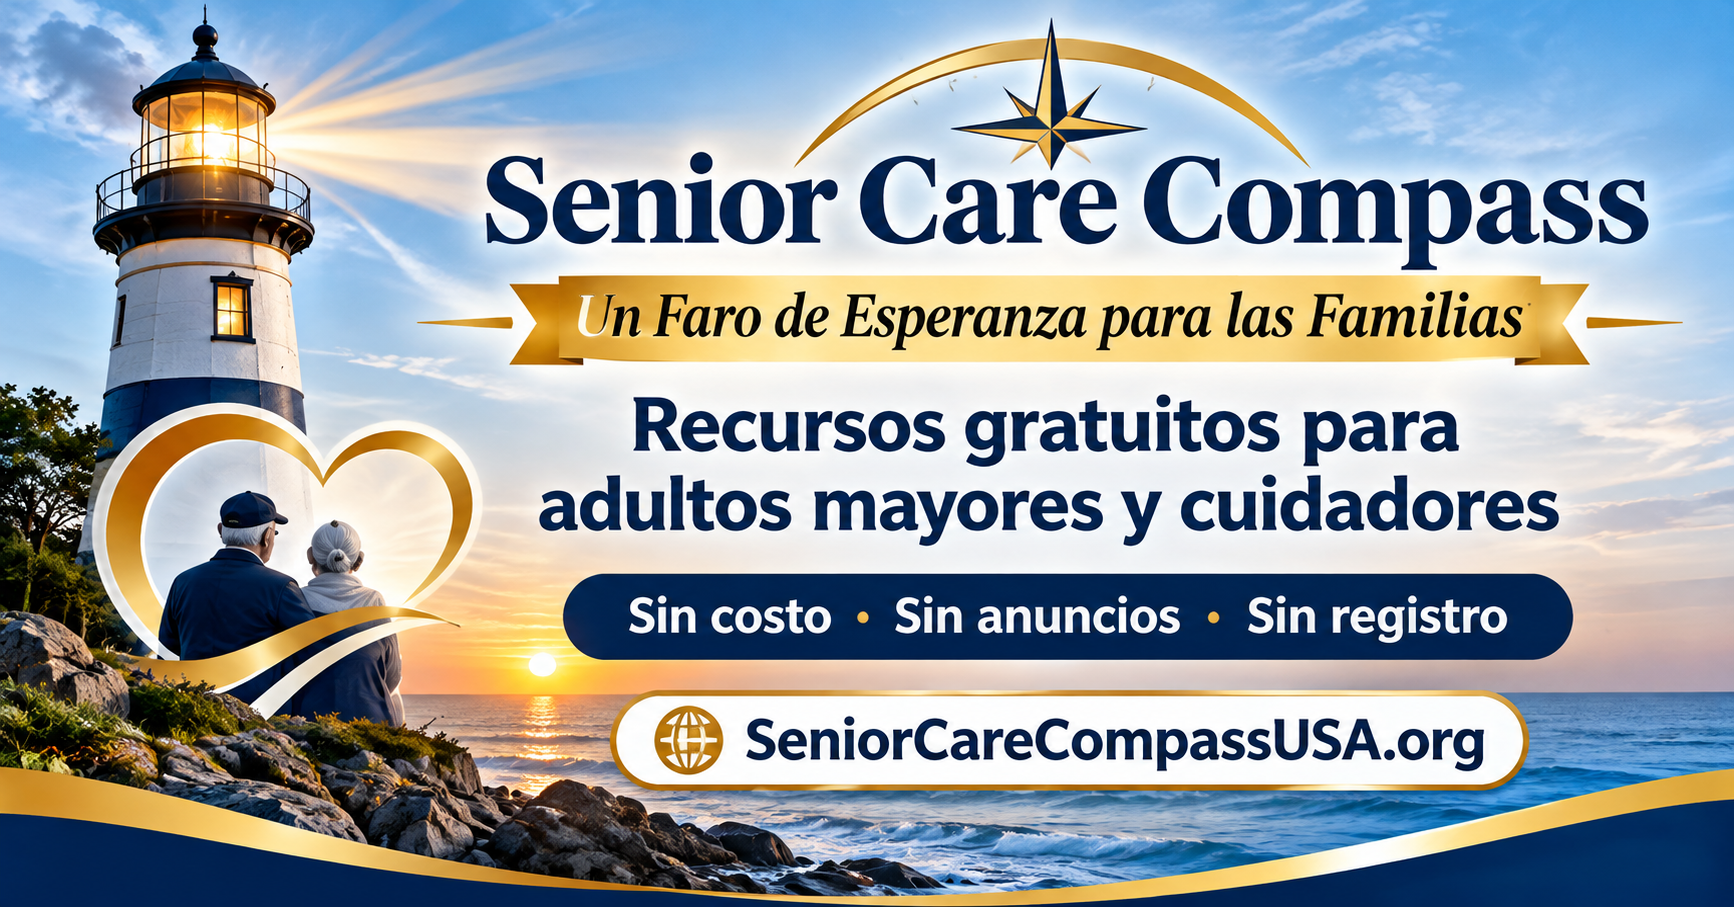 Senior Care Compass
Un Faro de Esperanza para las Familias
Recursos gratuitos para
adultos mayores y cuidadores
Sin costo • Sin anuncios • Sin registro
SeniorCareCompassUSA.org